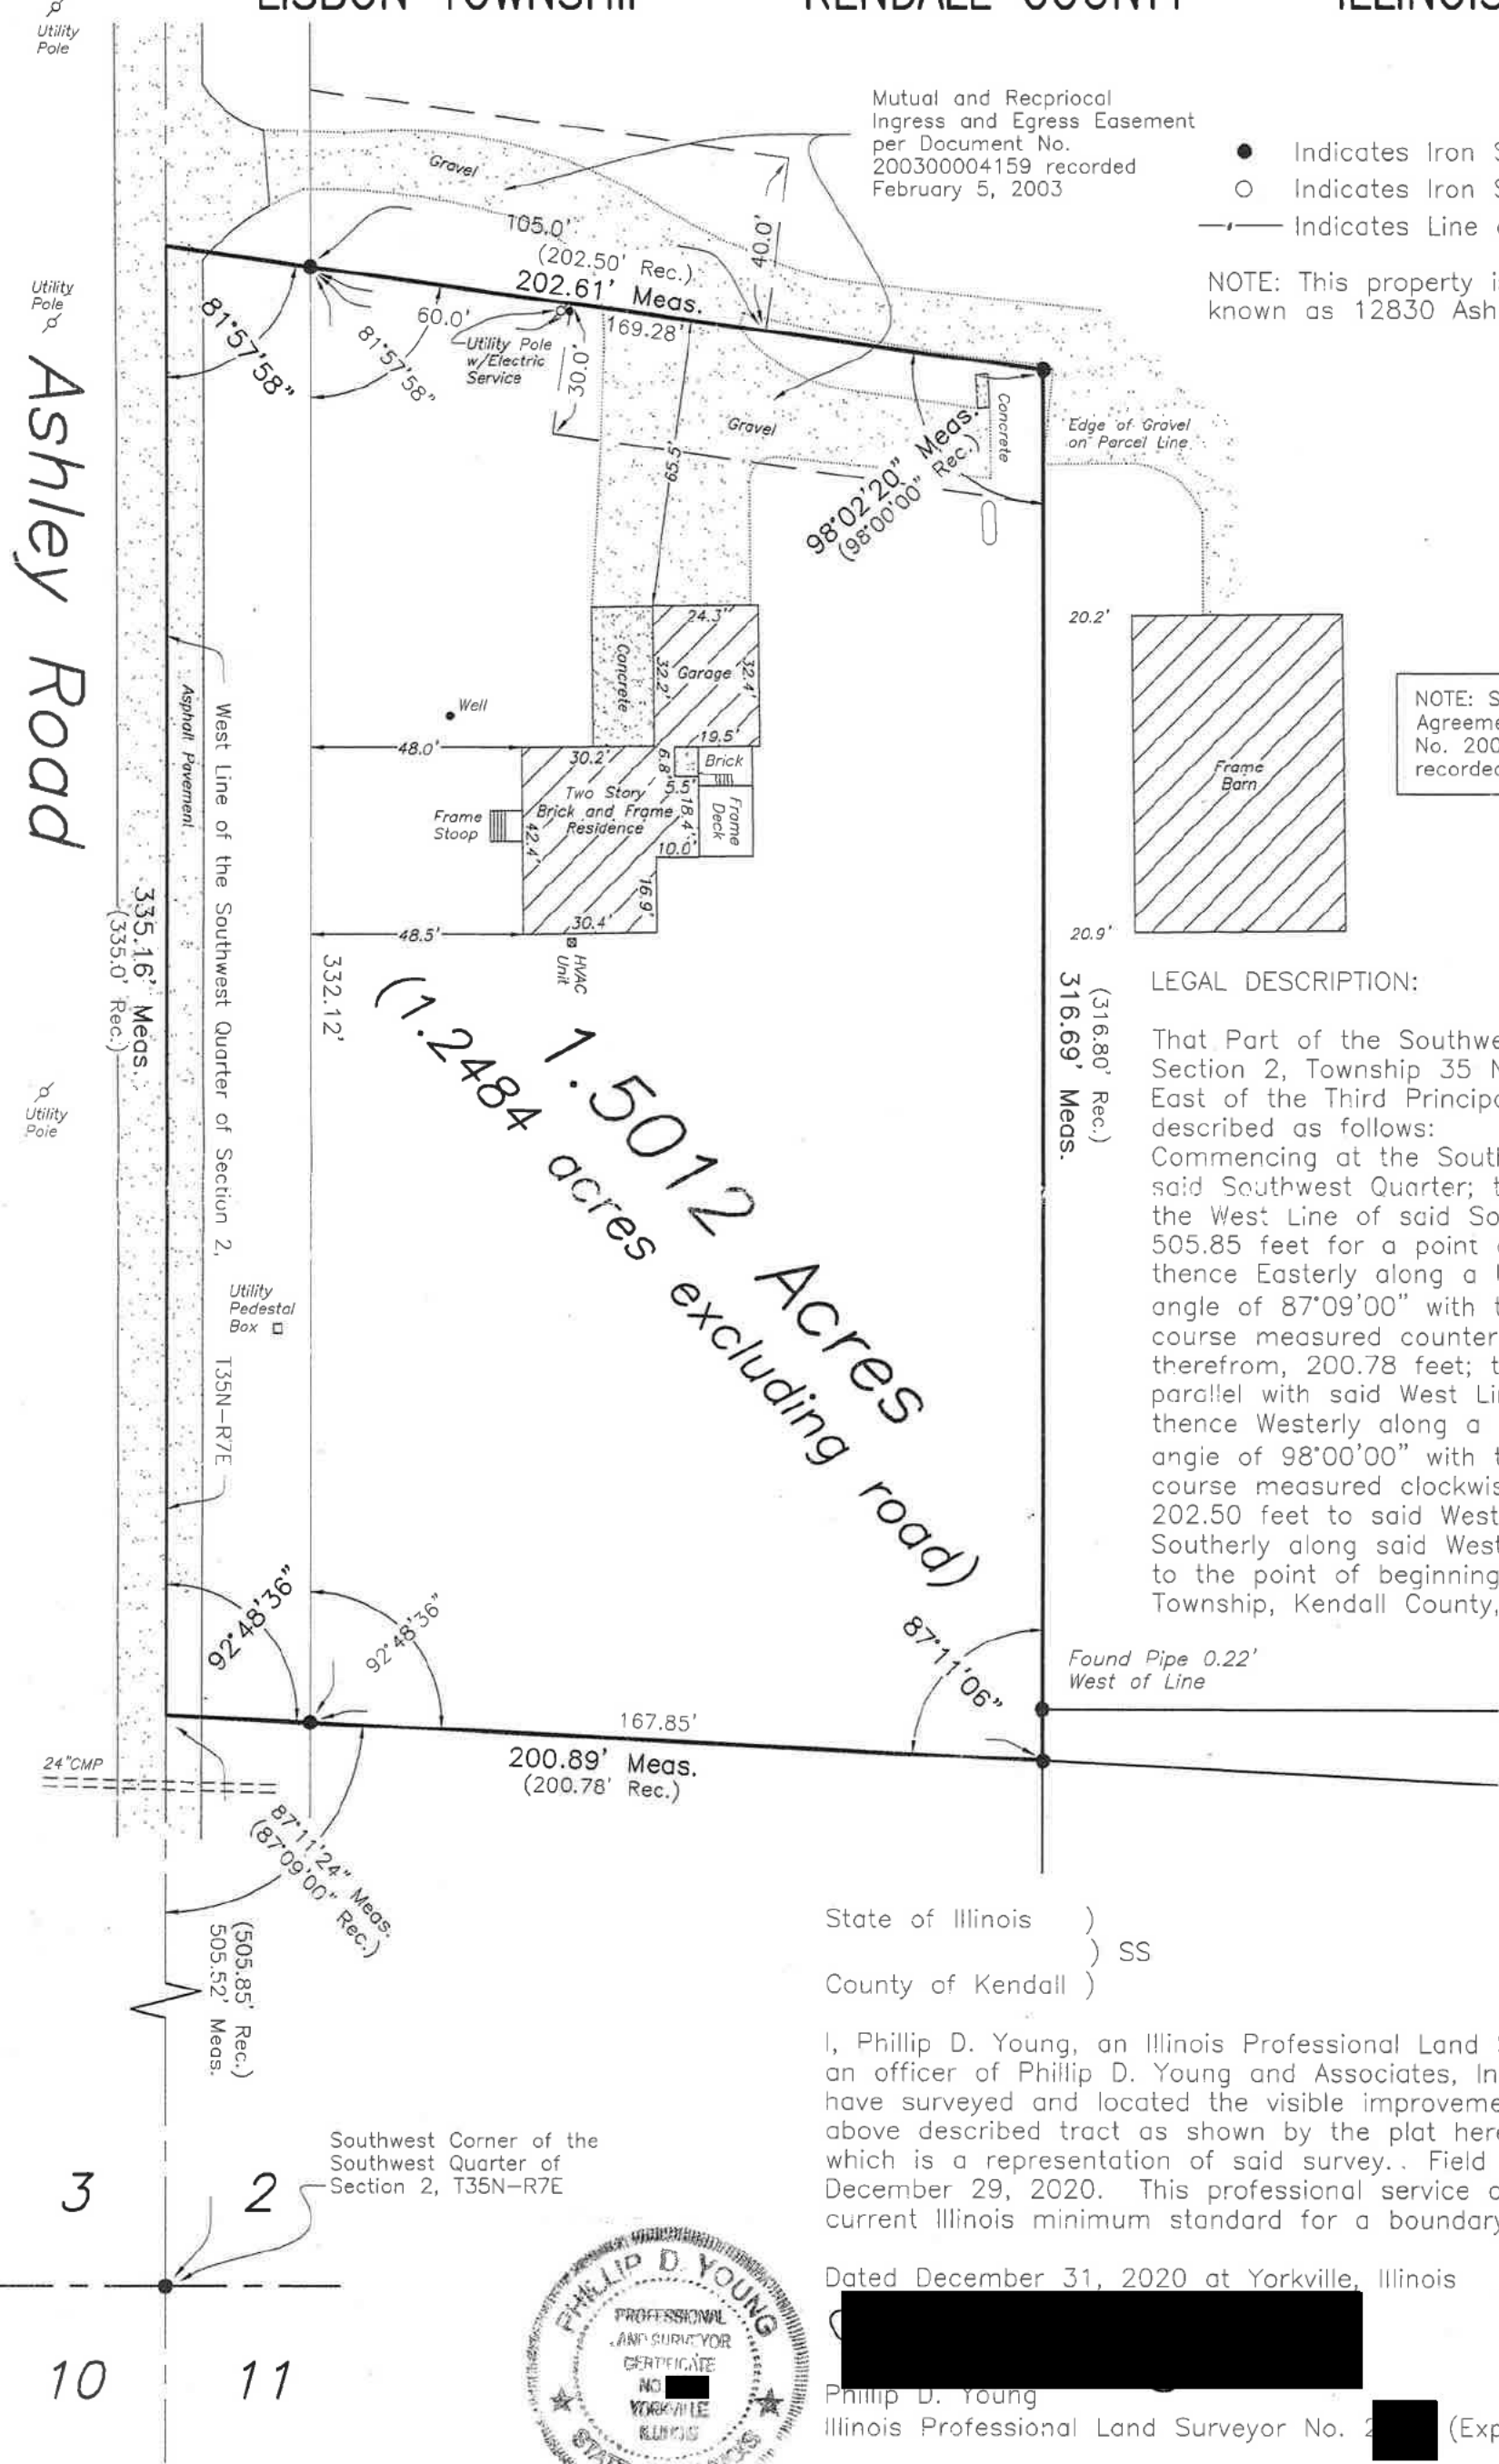 LISBON TOWNSHIP KENDALL COUNTY ILLINOIS
Utility
Pole
Mutual and Recpriocal
Ingress and Egress Easement
per Document No.
200300004159 recorded
February 5, 2003
Indicates Iron
Indicates Iron
Indicates Line
NOTE: This property
known as 12830 Ash
Gravel
105.0'
(202.50' Rec.)
202.61' Meas.
40.0'
169.28'
60.0'
Utility Pole
w/Electric
Service
30.0'
81°57'58"
81°57'58"
Utility
Pole
Ashley Road
Gravel
65.5'
98°02'20" Meas.
(98°00'00" Rec.)
Concrete
Edge of Gravel
on Parcel Line
20.2'
Frame
Barn
20.9'
NOTE: S
Agreeme
No. 200
recorded
24.3'
Concrete
32.2'
Garage
32.4'
19.5'
Well
48.0'
30.2'
6.8'
Brick
5.5'
Two Story
Brick and Frame
Residence
18.4'
Frame
Deck
Frame
Stoop
42.4'
10.0'
16.9'
30.4'
48.5'
HVAC
Unit
Asphalt Pavement
West Line of the Southwest Quarter of Section 2,
T35N-R7E
335.16' Meas.
(335.0' Rec.)
332.12'
1.5012 Acres
(1.2484 acres excluding road)
(316.80' Rec.)
316.69' Meas.
Utility
Pole
Utility
Pedestal
Box
LEGAL DESCRIPTION:
That Part of the Southwe
Section 2, Township 35 N
East of the Third Principa
described as follows:
Commencing at the South
said Southwest Quarter; t
the West Line of said So
505.85 feet for a point
thence Easterly along a
angle of 87°09'00" with t
course measured counter
therefrom, 200.78 feet; t
parallel with said West Li
thence Westerly along a
angle of 98°00'00" with t
course measured clockwis
202.50 feet to said West
Southerly along said West
to the point of beginning
Township, Kendall County,
92°48'36"
92°48'36"
87°11'06"
Found Pipe 0.22'
West of Line
167.85'
200.89' Meas.
(200.78' Rec.)
24"CMP
87°11'24" Meas.
(87°09'00" Rec.)
(505.85' Rec.)
505.52' Meas.
State of Illinois )
) SS
County of Kendall )
I, Phillip D. Young, an Illinois Professional Land
an officer of Phillip D. Young and Associates, In
have surveyed and located the visible improveme
above described tract as shown by the plat here
which is a representation of said survey.. Field
December 29, 2020. This professional service
current Illinois minimum standard for a boundary
Southwest Corner of the
Southwest Quarter of
Section 2, T35N-R7E
3 2
10 11
Dated December 31, 2020 at Yorkville, Illinois
Phillip D. Young
Illinois Professional Land Surveyor No. 2 (Exp
PHILLIP D. YOUNG
PROFESSIONAL
LAND SURVEYOR
CERTIFICATE
NO
YORKVILLE
ILLINOIS